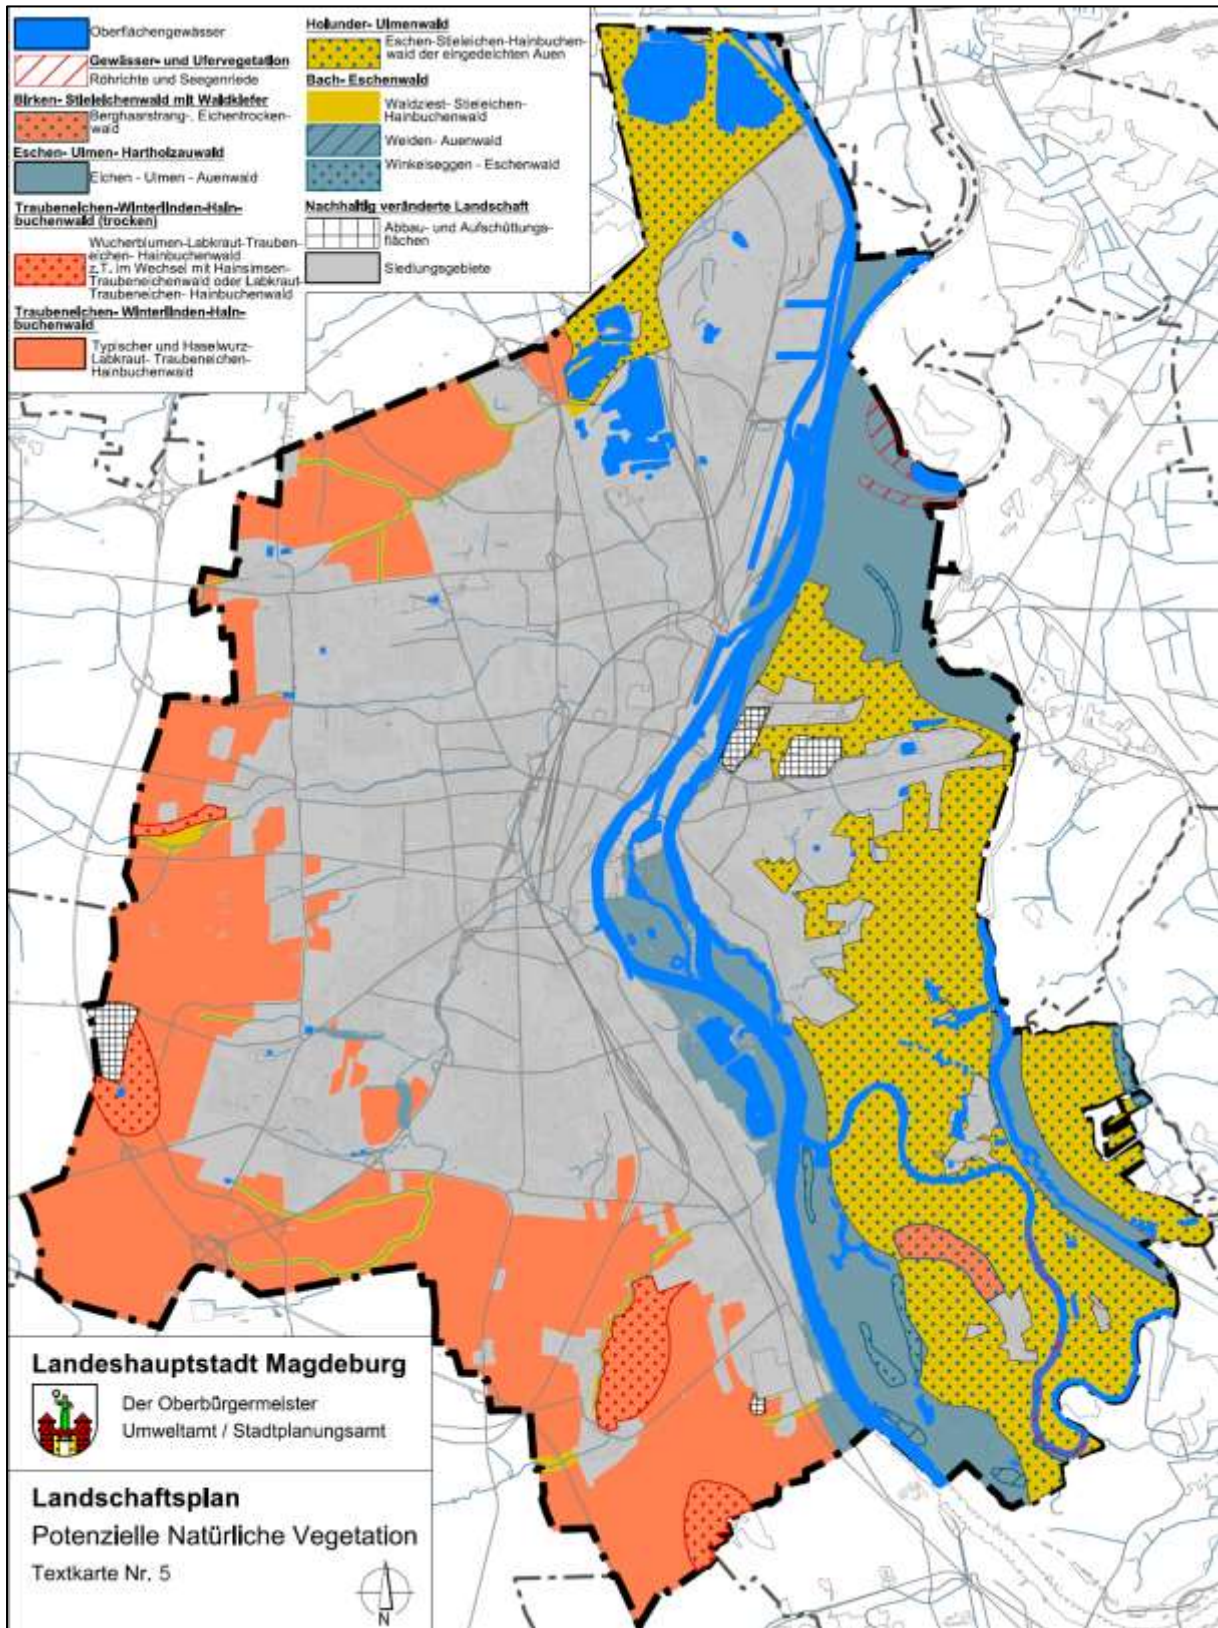 Oberflächengewässer
Gewässer- und Ufervegetation
Röhrichte und Seegenriede
Birken- Stieleichenwald mit Waldkiefer
Berghaarstrang-, Eichentrocken-
wald
Eschen- Ulmen- Hartholzauwald
Eichen - Ulmen - Auenwald
Traubeneichen-Winterlinden-Hain-
buchenwald (trocken)
Wucherblumen-Labkraut-Trauben-
eichen- Hainbuchenwald
z.T. im Wechsel mit Hainsimsen-
Traubeneichenwald oder Labkraut-
Traubeneichen- Hainbuchenwald
Traubeneichen- Winterlinden-Hain-
buchenwald
Typischer und Haselwurz-
Labkraut- Traubeneichen-
Hainbuchenwald
Holunder- Ulmenwald
Eschen-Stieleichen-Hainbuchen-
wald der eingedeichten Auen
Bach- Eschenwald
Waldziest- Stieleichen-
Hainbuchenwald
Weiden- Auenwald
Winkelseggen - Eschenwald
Nachhaltig veränderte Landschaft
Abbau- und Aufschüttungs-
flächen
Siedlungsgebiete
Landeshauptstadt Magdeburg
Der Oberbürgermeister
Umweltamt / Stadtplanungsamt
Landschaftsplan
Potenzielle Natürliche Vegetation
Textkarte Nr. 5
N